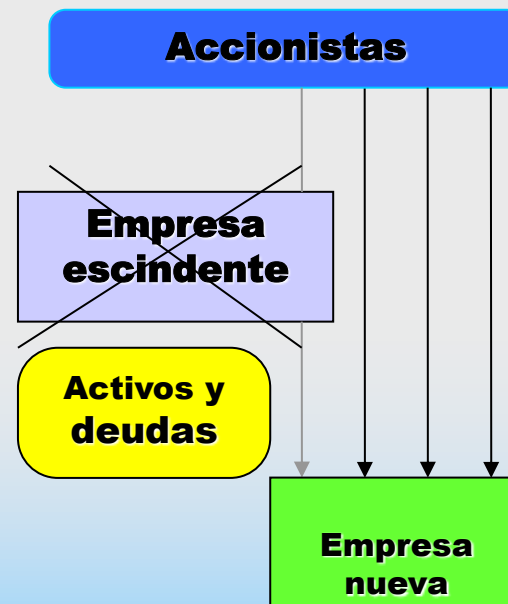 Accionistas
Empresa
escindente
Activos y
deudas
Empresa
nueva